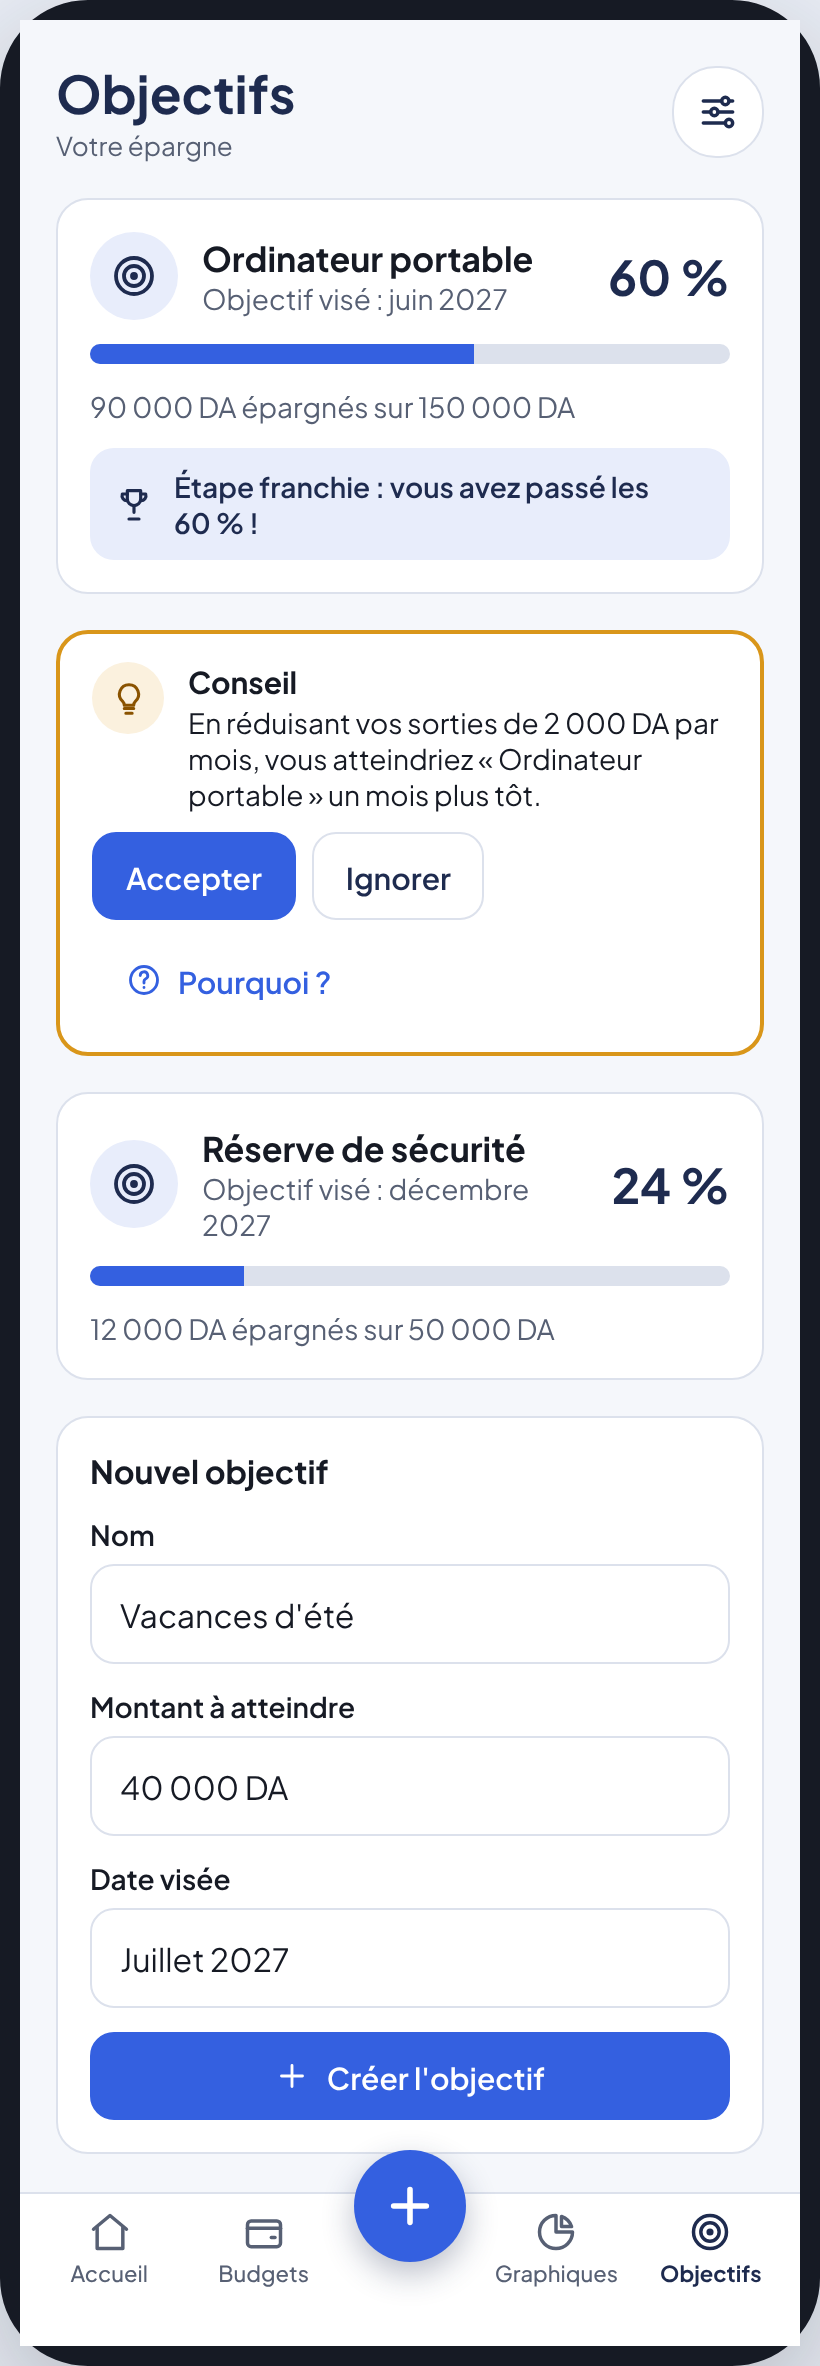 Objectifs
Votre épargne
Ordinateur portable
Objectif visé : juin 2027
60 %
90 000 DA épargnés sur 150 000 DA
Étape franchie : vous avez passé les
60 % !
Conseil
En réduisant vos sorties de 2 000 DA par
mois, vous atteindriez « Ordinateur
portable » un mois plus tôt.
Accepter
Ignorer
Pourquoi ?
Réserve de sécurité
Objectif visé : décembre
2027
24 %
12 000 DA épargnés sur 50 000 DA
Nouvel objectif
Nom
Vacances d'été
Montant à atteindre
40 000 DA
Date visée
Juillet 2027
Créer l'objectif
Accueil
Budgets
Graphiques
Objectifs